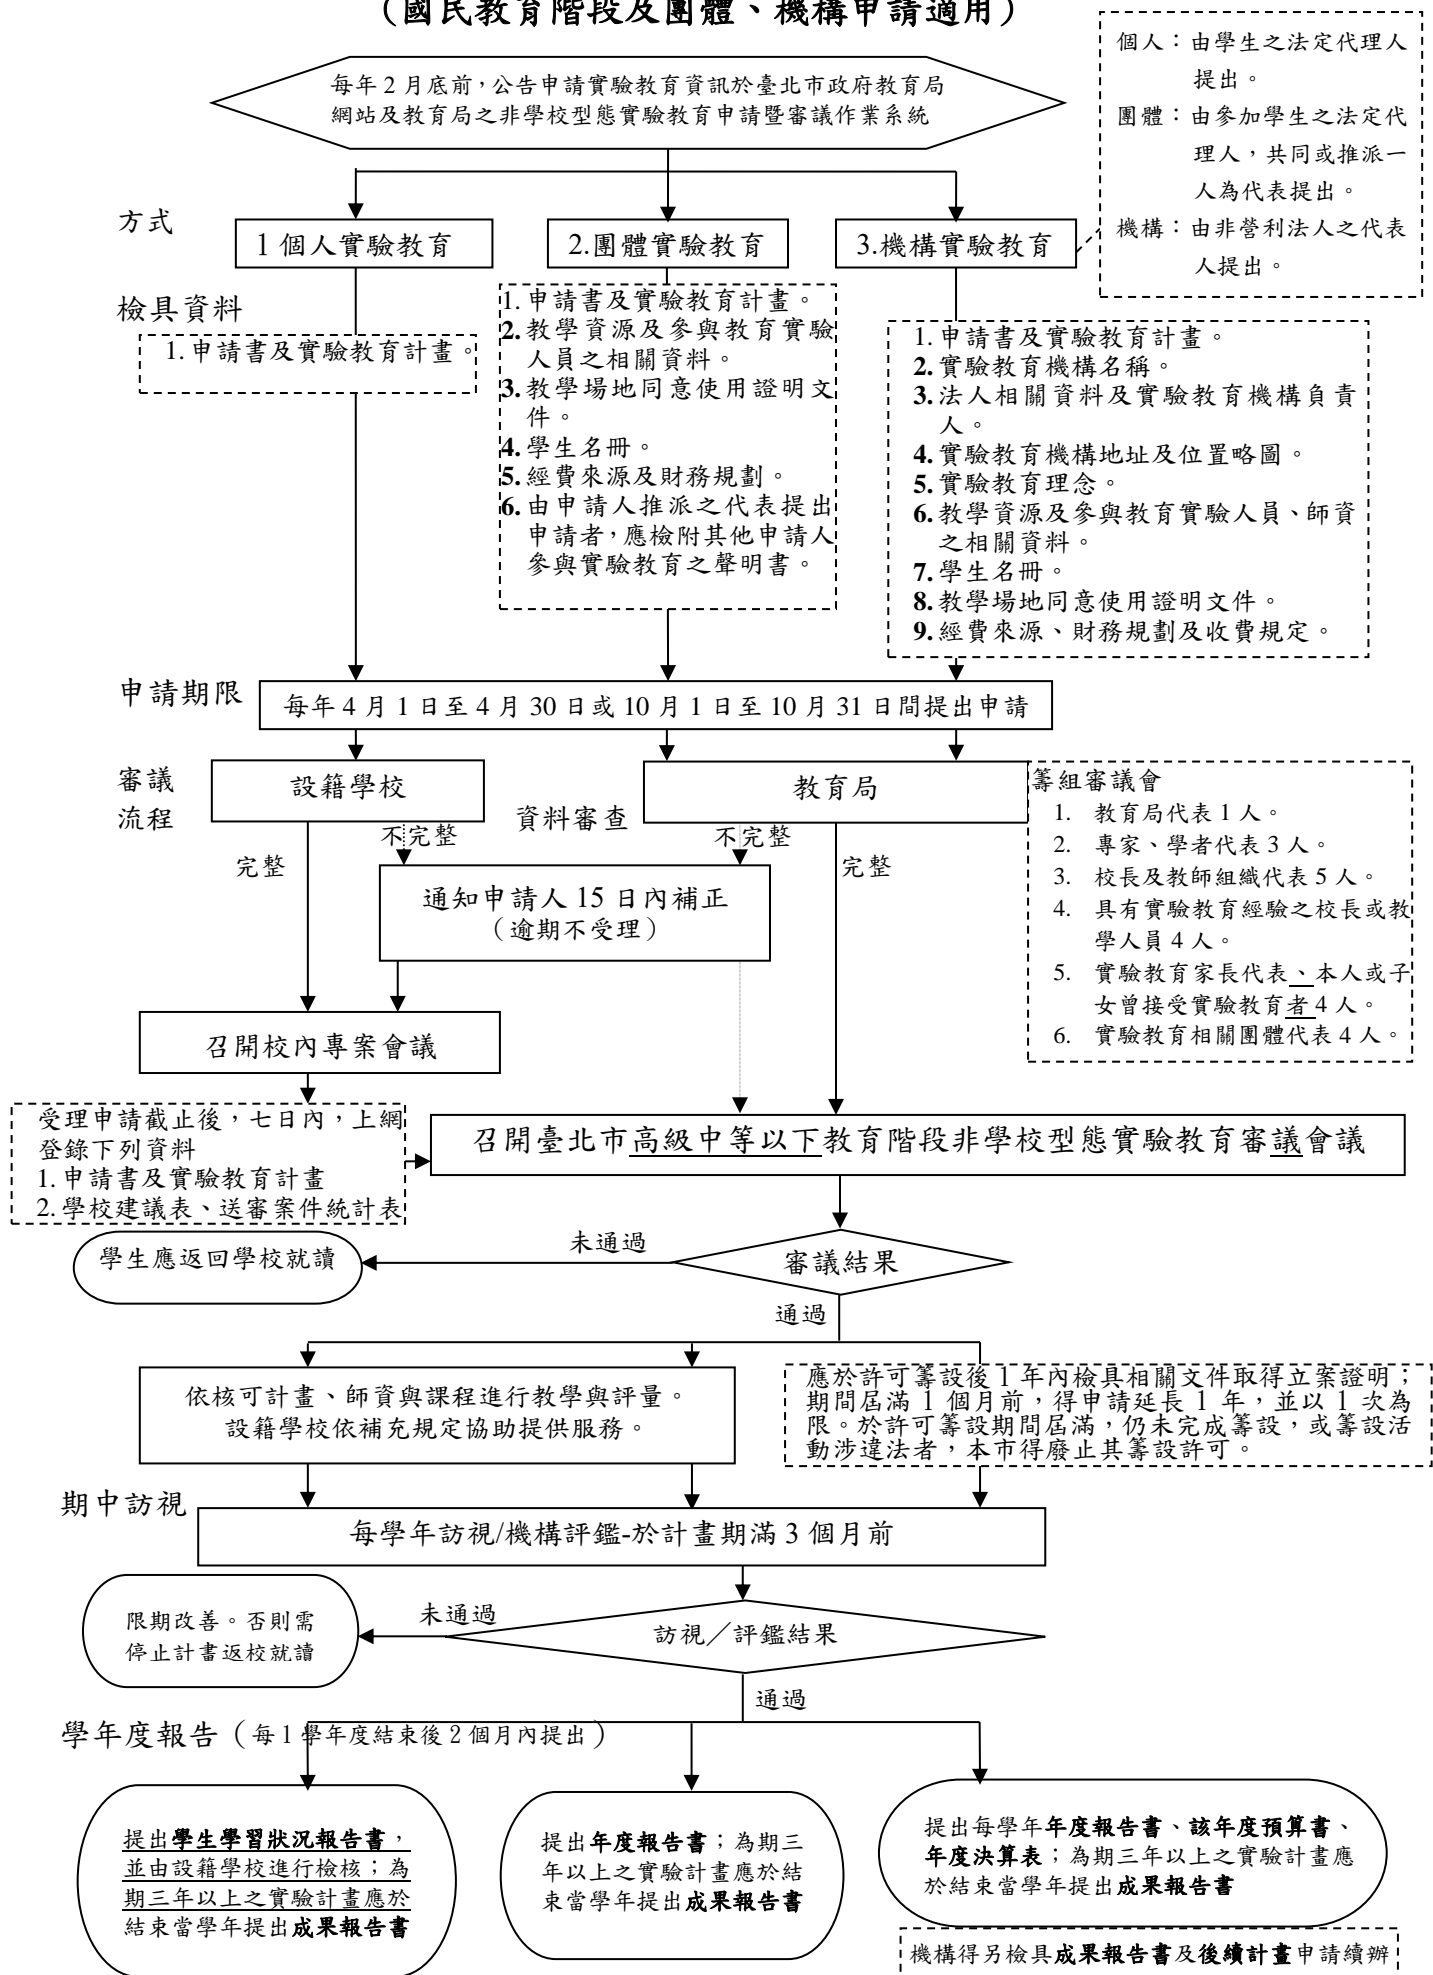 （國民教育階段及團體、機構申請適用）
個人：由學生之法定代理人
提出。
團體：由參加學生之法定代
理人，共同或推派一
人為代表提出。
機構：由非營利法人之代表
人提出。
每年 2 月底前，公告申請實驗教育資訊於臺北市政府教育局
網站及教育局之非學校型態實驗教育申請暨審議作業系統
方式
1 個人實驗教育
2.團體實驗教育
3.機構實驗教育
檢具資料
1.申請書及實驗教育計畫。
1.申請書及實驗教育計畫。
2.教學資源及參與教育實驗
人員之相關資料。
3.教學場地同意使用證明文
件。
4.學生名冊。
5.經費來源及財務規劃。
6.由申請人推派之代表提出
申請者，應檢附其他申請人
參與實驗教育之聲明書。
1.申請書及實驗教育計畫。
2.實驗教育機構名稱。
3.法人相關資料及實驗教育機構負責
人。
4.實驗教育機構地址及位置略圖。
5.實驗教育理念。
6.教學資源及參與教育實驗人員、師資
之相關資料。
7.學生名冊。
8.教學場地同意使用證明文件。
9.經費來源、財務規劃及收費規定。
申請期限
每年 4 月 1 日至 4 月 30 日或 10 月 1 日至 10 月 31 日間提出申請
審議
流程
設籍學校
資料審查
教育局
籌組審議會
1. 教育局代表 1 人。
2. 專家、學者代表 3 人。
3. 校長及教師組織代表 5 人。
4. 具有實驗教育經驗之校長或教
學人員 4 人。
5. 實驗教育家長代表、本人或子
女曾接受實驗教育者 4 人。
6. 實驗教育相關團體代表 4 人。
完整
不完整
不完整
完整
通知申請人 15 日內補正
（逾期不受理）
召開校內專案會議
受理申請截止後，七日內，上網
登錄下列資料
1.申請書及實驗教育計畫
2.學校建議表、送審案件統計表
召開臺北市高級中等以下教育階段非學校型態實驗教育審議會議
審議結果
未通過
學生應返回學校就讀
通過
依核可計畫、師資與課程進行教學與評量。
設籍學校依補充規定協助提供服務。
應於許可籌設後 1 年內檢具相關文件取得立案證明；
期間屆滿 1 個月前，得申請延長 1 年，並以 1 次為
限。於許可籌設期間屆滿，仍未完成籌設，或籌設活
動涉違法者，本市得廢止其籌設許可。
期中訪視
每學年訪視/機構評鑑-於計畫期滿 3 個月前
訪視／評鑑結果
未通過
限期改善。否則需
停止計書返校就讀
通過
學年度報告（每 1 學年度結束後 2 個月內提出）
提出學生學習狀況報告書，
並由設籍學校進行檢核；為
期三年以上之實驗計畫應於
結束當學年提出成果報告書
提出年度報告書；為期三
年以上之實驗計畫應於結
束當學年提出成果報告書
提出每學年年度報告書、該年度預算書、
年度決算表；為期三年以上之實驗計畫應
於結束當學年提出成果報告書
機構得另檢具成果報告書及後續計畫申請續辦